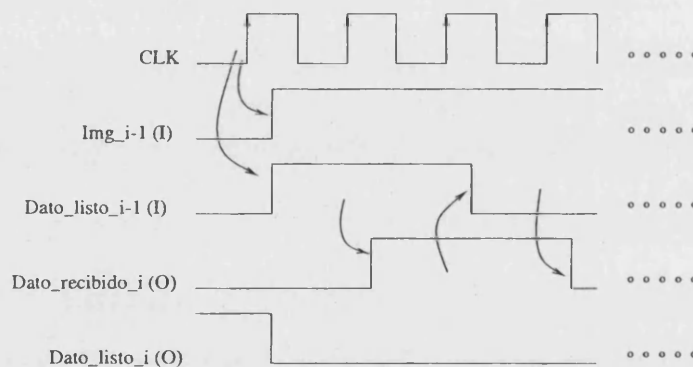 CLK
Img_i-1 (I)
Dato_listo_i-1 (I)
Dato_recibido_i (O)
Dato_listo_i (O)